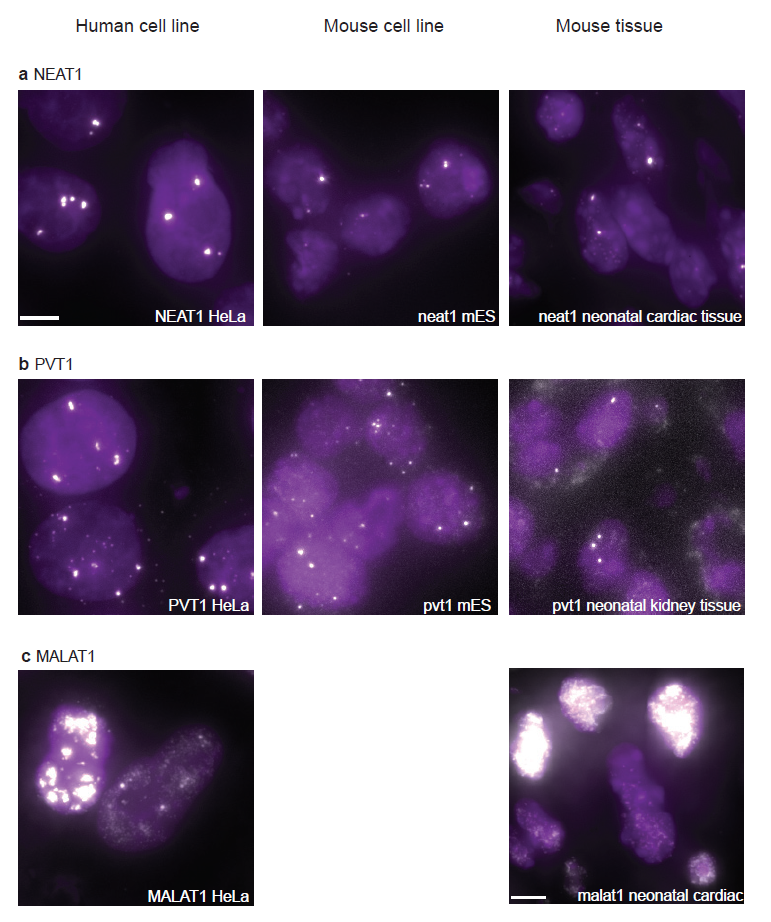 Human cell line
Mouse cell line
Mouse tissue
a NEAT1
NEAT1 HeLa
neat1 mES
neat1 neonatal cardiac tissue
b PVT1
PVT1 HeLa
pvt1 mES
pvt1 neonatal kidney tissue
c MALAT1
MALAT1 HeLa
malat1 neonatal cardiac